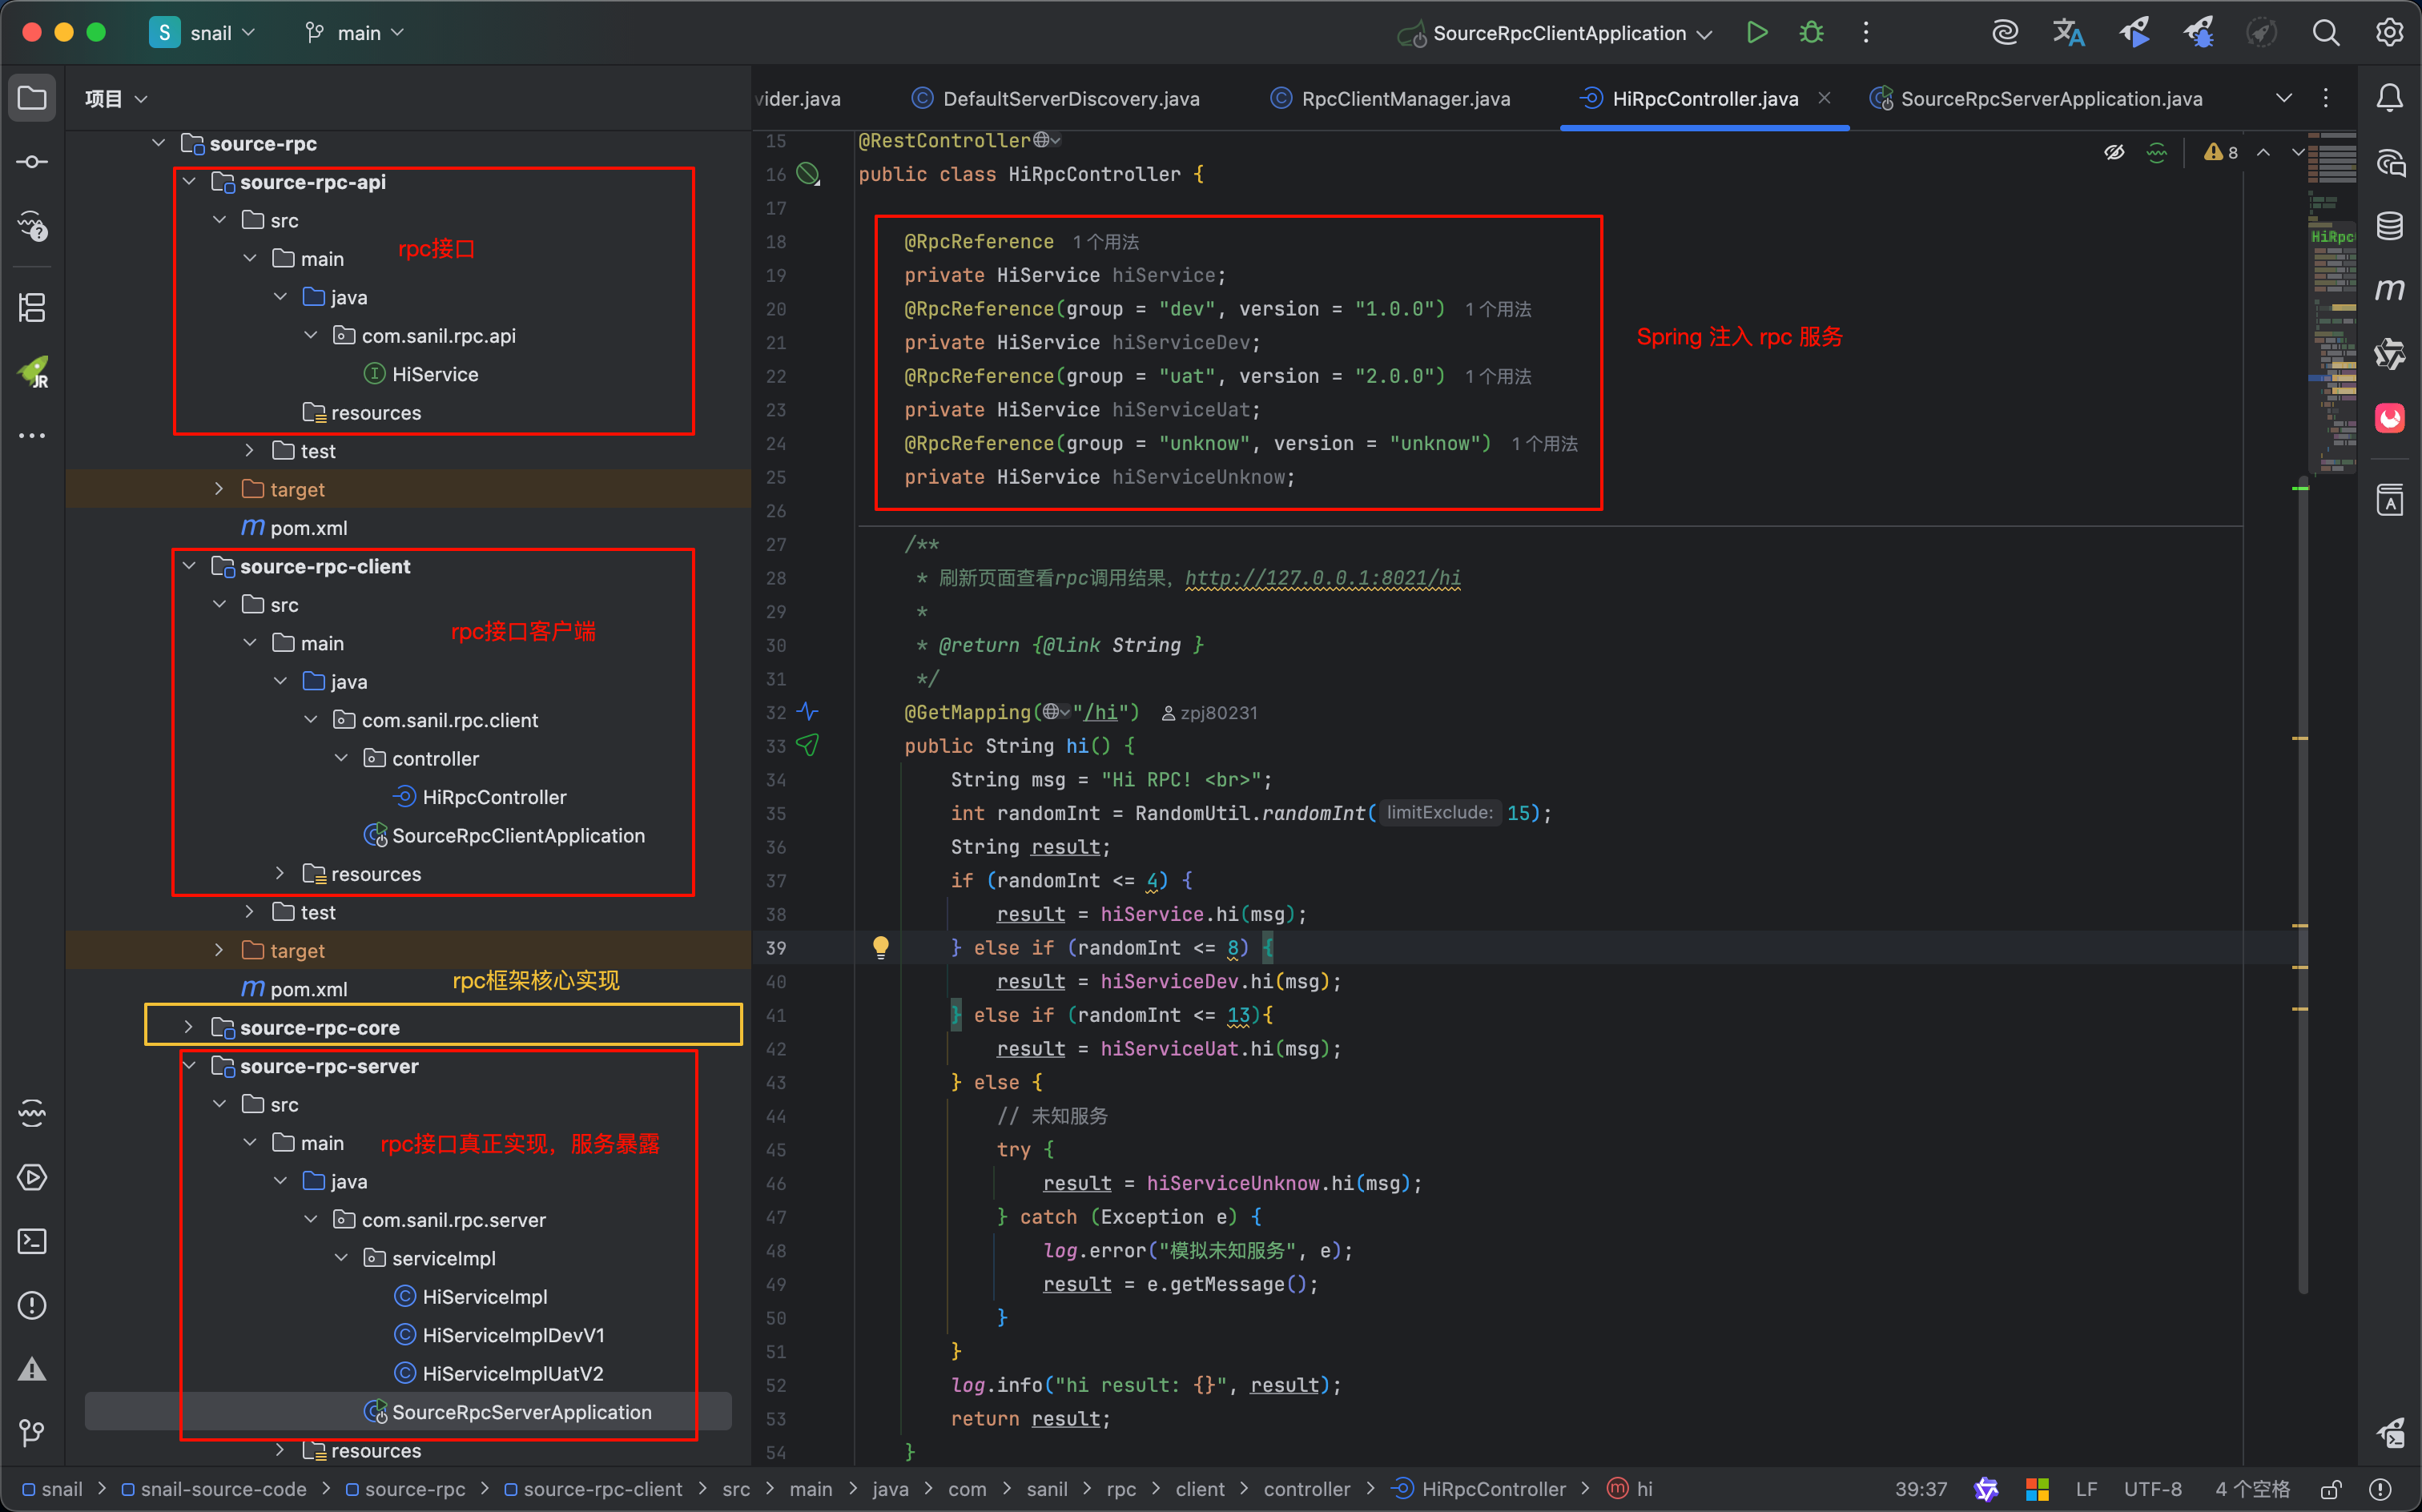 S snail main SourceRpcClientApplication
项目
vider.java DefaultServerDiscovery.java RpcClientManager.java HiRpcController.java SourceRpcServerApplication.java
source-rpc
source-rpc-api
src
rpc接口
main
java
com.sanil.rpc.api
HiService
resources
test
target
pom.xml
source-rpc-client
src
rpc接口客户端
main
java
com.sanil.rpc.client
controller
HiRpcController
SourceRpcClientApplication
resources
test
target
rpc框架核心实现
pom.xml
source-rpc-core
source-rpc-server
src
main rpc接口真正实现，服务暴露
java
com.sanil.rpc.server
serviceImpl
HiServiceImpl
HiServiceImplDevV1
HiServiceImplUatV2
SourceRpcServerApplication
resources
8
15 @RestController
16 public class HiRpcController {
17
18 @RpcReference 1 个用法
19 private HiService hiService;
20 @RpcReference(group = "dev", version = "1.0.0") 1 个用法
Spring 注入 rpc 服务
21 private HiService hiServiceDev;
22 @RpcReference(group = "uat", version = "2.0.0") 1 个用法
23 private HiService hiServiceUat;
24 @RpcReference(group = "unknow", version = "unknow") 1 个用法
25 private HiService hiServiceUnknow;
26
27 /**
28 * 刷新页面查看rpc调用结果，http://127.0.0.1:8021/hi
29 *
30 * @return {@link String }
31 */
32 @GetMapping("/hi") zpj80231
33 public String hi() {
34 String msg = "Hi RPC! <br>";
35 int randomInt = RandomUtil.randomInt( limitExclude: 15);
36 String result;
37 if (randomInt <= 4) {
38 result = hiService.hi(msg);
39 } else if (randomInt <= 8) {
40 result = hiServiceDev.hi(msg);
41 } else if (randomInt <= 13){
42 result = hiServiceUat.hi(msg);
43 } else {
44 // 未知服务
45 try {
46 result = hiServiceUnknow.hi(msg);
47 } catch (Exception e) {
48 log.error("模拟未知服务", e);
49 result = e.getMessage();
50 }
51 }
52 log.info("hi result: {}", result);
53 return result;
54 }
HiRpc
snail > snail-source-code > source-rpc > source-rpc-client > src > main > java > com > sanil > rpc > client > controller > HiRpcController > hi 39:37 LF UTF-8 4 个空格